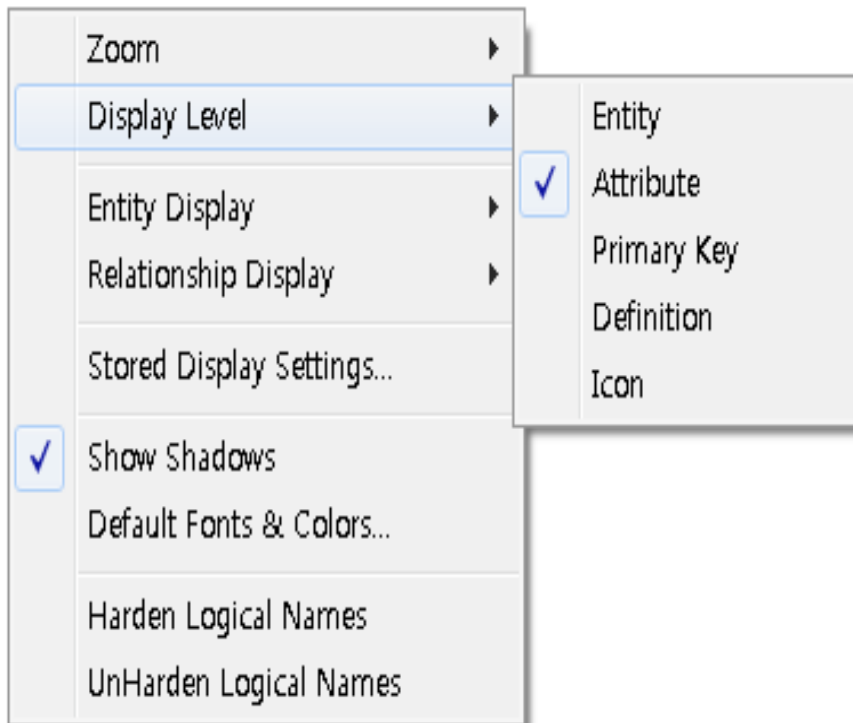 Zoom
Display Level
Entity Display
Relationship Display
Stored Display Settings...
Show Shadows
Default Fonts & Colors...
Harden Logical Names
UnHarden Logical Names
Entity
Attribute
Primary Key
Definition
Icon